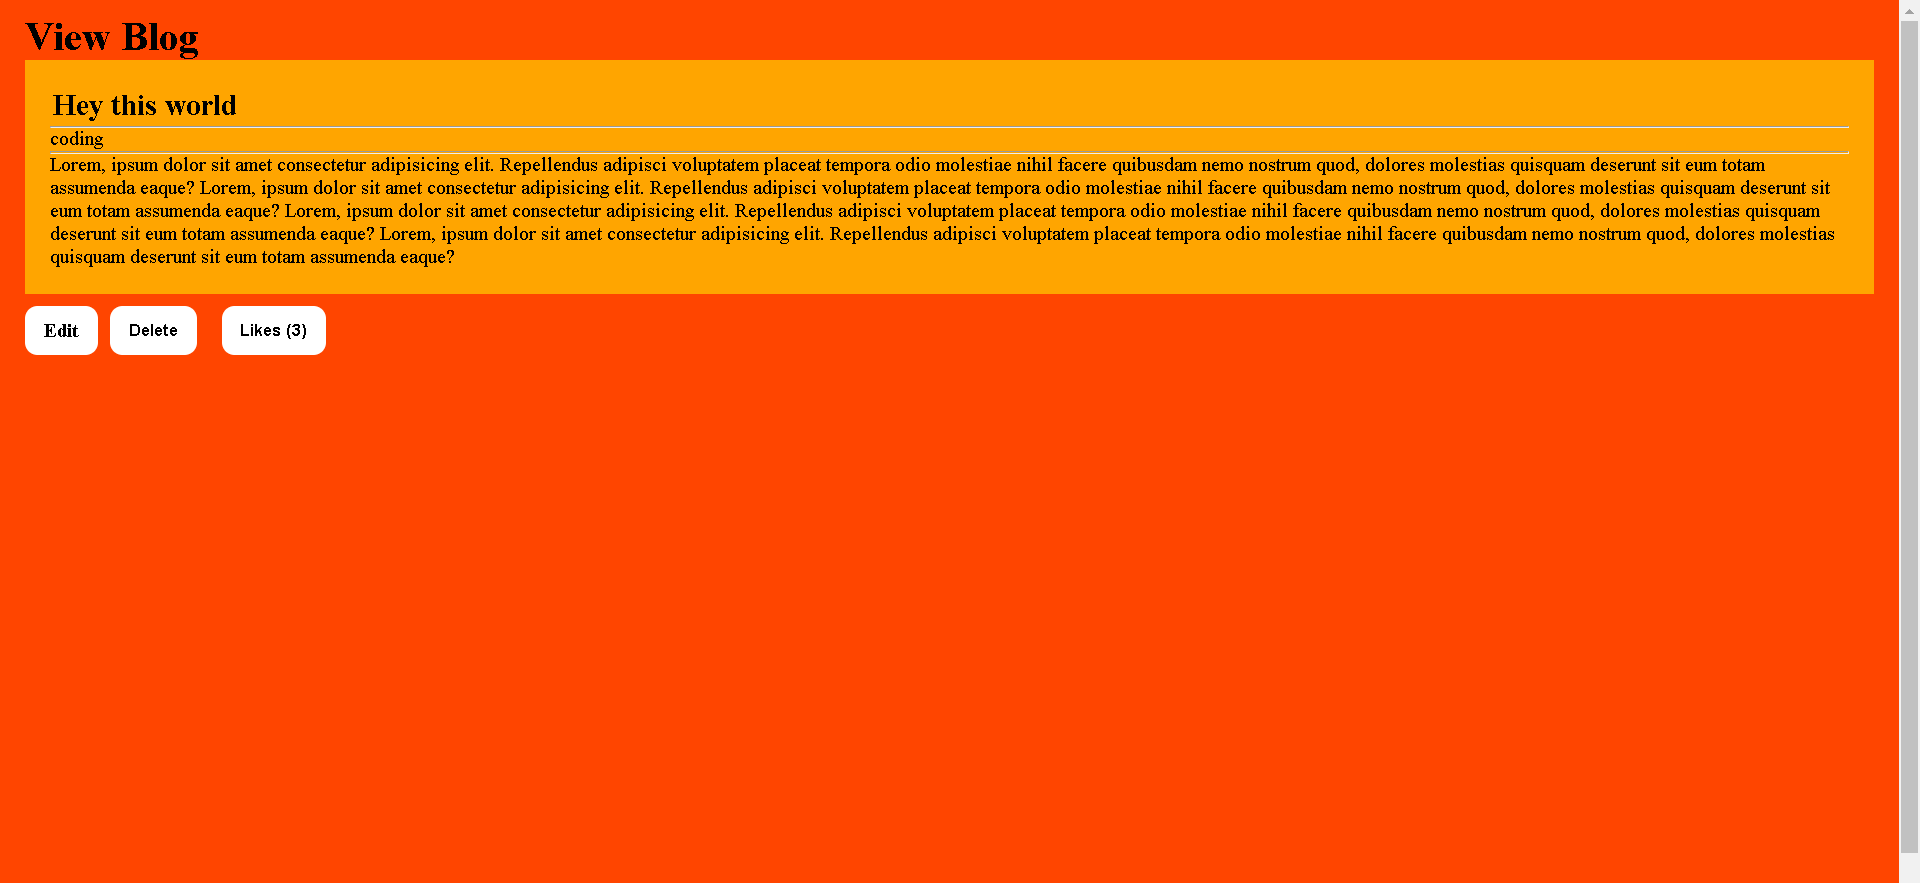 View Blog
Hey this world
coding
Lorem, ipsum dolor sit amet consectetur adipisicing elit. Repellendus adipisci voluptatem placeat tempora odio molestiae nihil facere quibusdam nemo nostrum quod, dolores molestias quisquam deserunt sit eum totam
assumenda eaque? Lorem, ipsum dolor sit amet consectetur adipisicing elit. Repellendus adipisci voluptatem placeat tempora odio molestiae nihil facere quibusdam nemo nostrum quod, dolores molestias quisquam deserunt sit
eum totam assumenda eaque? Lorem, ipsum dolor sit amet consectetur adipisicing elit. Repellendus adipisci voluptatem placeat tempora odio molestiae nihil facere quibusdam nemo nostrum quod, dolores molestias quisquam
deserunt sit eum totam assumenda eaque? Lorem, ipsum dolor sit amet consectetur adipisicing elit. Repellendus adipisci voluptatem placeat tempora odio molestiae nihil facere quibusdam nemo nostrum quod, dolores molestias
quisquam deserunt sit eum totam assumenda eaque?
Edit Delete Likes (3)